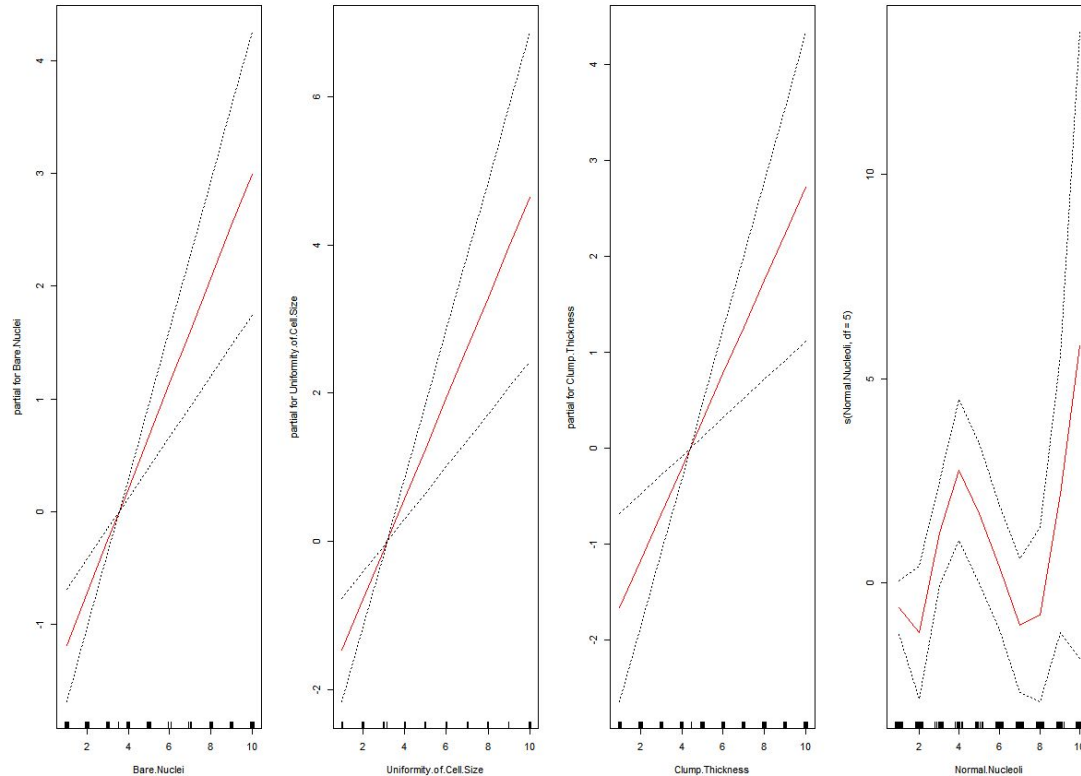 partial for Bare.Nuclei
4
3
2
1
0
-1
2 4 6 8 10
Bare.Nuclei
partial for Uniformity.of.Cell.Size
6
4
2
0
-2
2 4 6 8 10
Uniformity.of.Cell.Size
partial for Clump.Thickness
4
3
2
1
0
-1
-2
2 4 6 8 10
Clump.Thickness
s(Normal.Nucleoli, df = 5)
10
5
0
2 4 6 8 10
Normal.Nucleoli